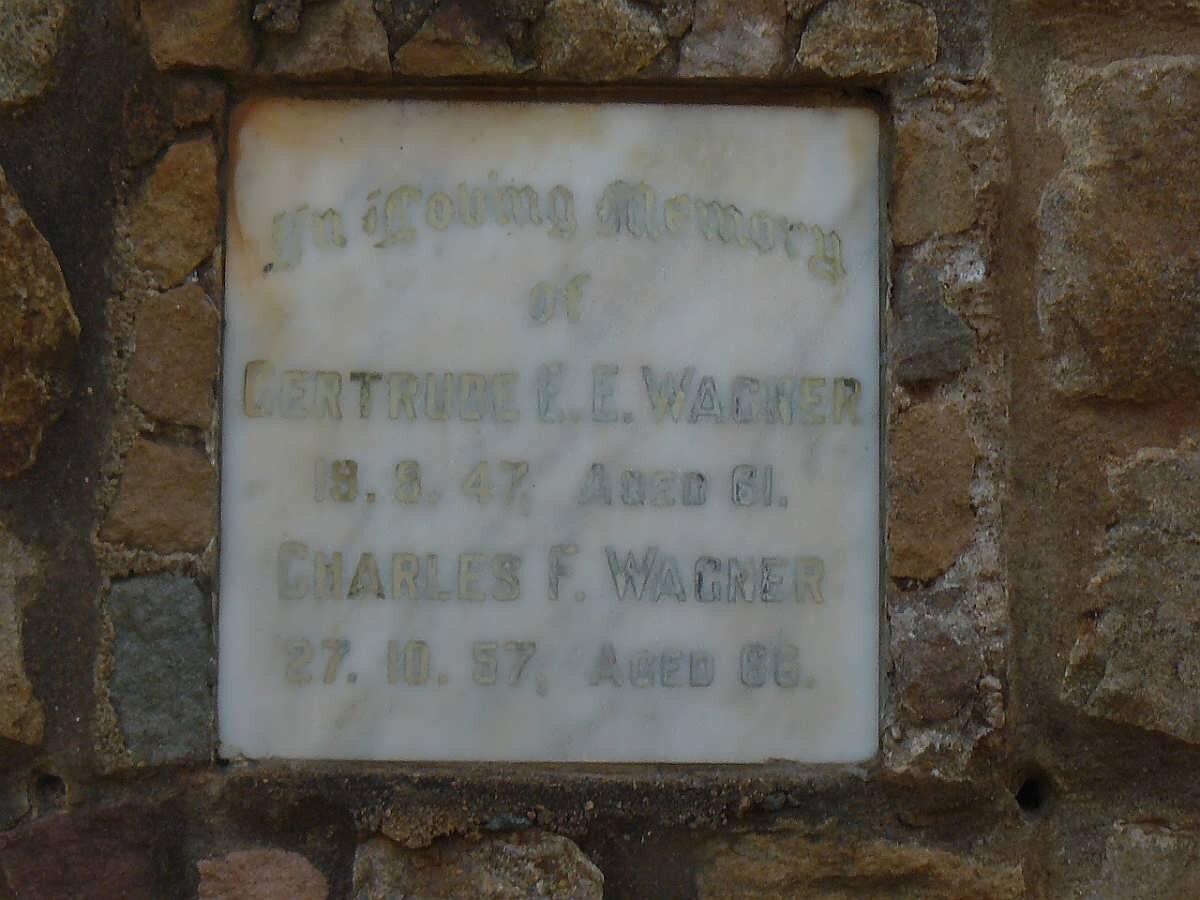 In Loving Memory
of
GERTRUDE E. E. WAGNER
19. 8. 47, AGED 61.
CHARLES F. WAGNER
27. 10. 57, AGED 66.